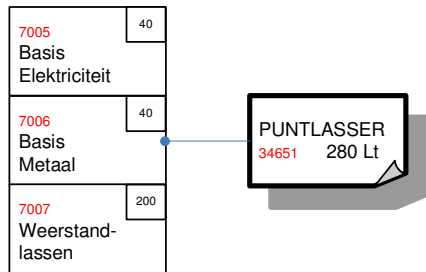 7005 40
Basis
Elektriciteit
7006 40
Basis
Metaal
7007 200
Weerstand-
lassen
PUNTLASSER
34651 280 Lt